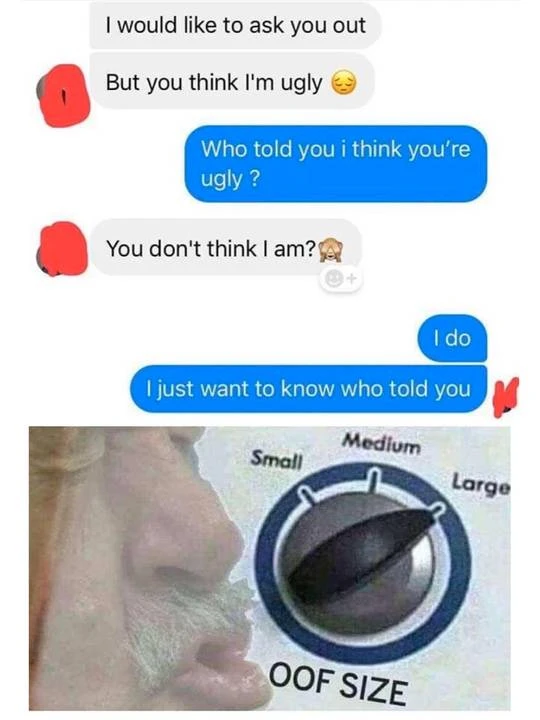 I would like to ask you out
But you think I'm ugly 😔
Who told you i think you're
ugly ?
You don't think I am?🙈
I do
I just want to know who told you
Small
Medium
Large
OOF SIZE